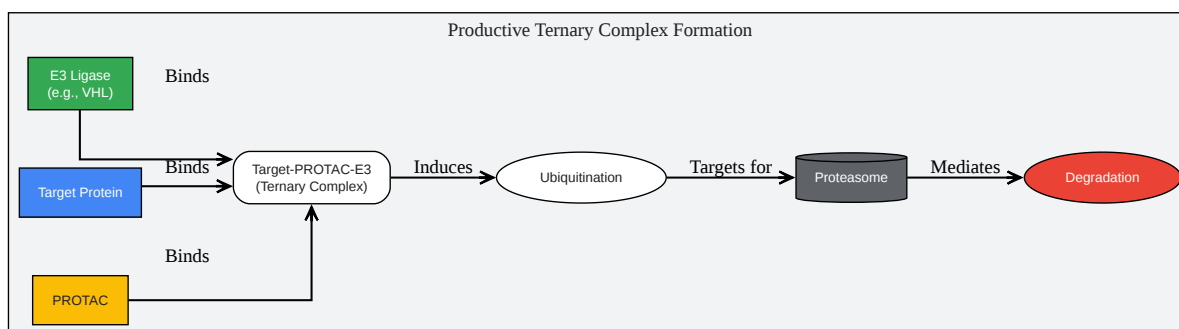 Productive Ternary Complex Formation
E3 Ligase
(e.g., VHL)
Binds
Target Protein
Binds
PROTAC
Binds
Target-PROTAC-E3
(Ternary Complex)
Induces
Ubiquitination
Targets for
Proteasome
Mediates
Degradation